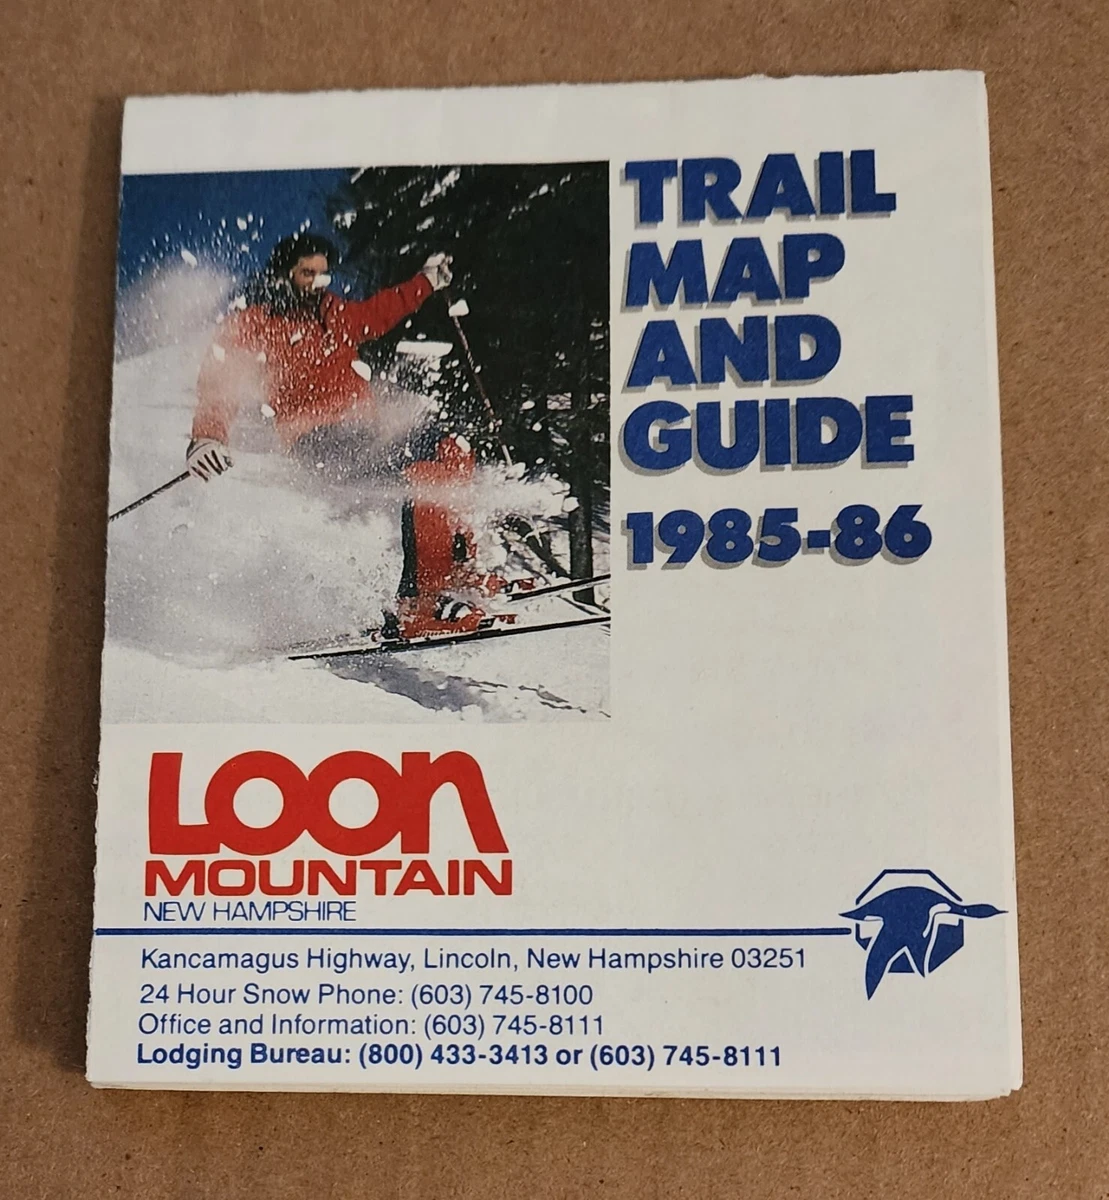 TRAIL
MAP
AND
GUIDE
1985-86
Loon
MOUNTAIN
NEW HAMPSHIRE
Kancamagus Highway, Lincoln, New Hampshire 03251
24 Hour Snow Phone: (603) 745-8100
Office and Information: (603) 745-8111
Lodging Bureau: (800) 433-3413 or (603) 745-8111